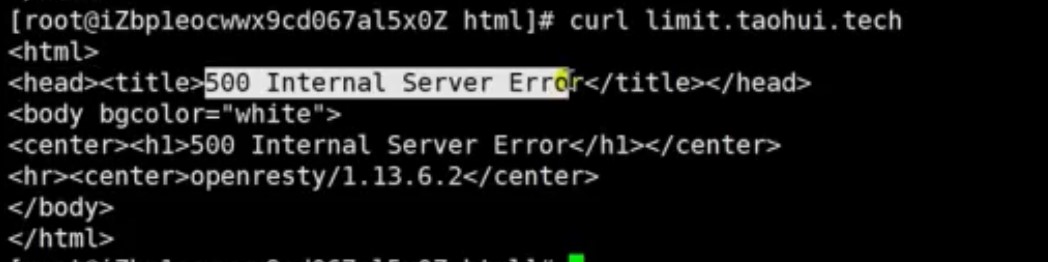 [root@iZbp1eocwwx9cd067al5x0Z html]# curl limit.taohui.tech
<html>
<head><title>500 Internal Server Error</title></head>
<body bgcolor="white">
<center><h1>500 Internal Server Error</h1></center>
<hr><center>openresty/1.13.6.2</center>
</body>
</html>